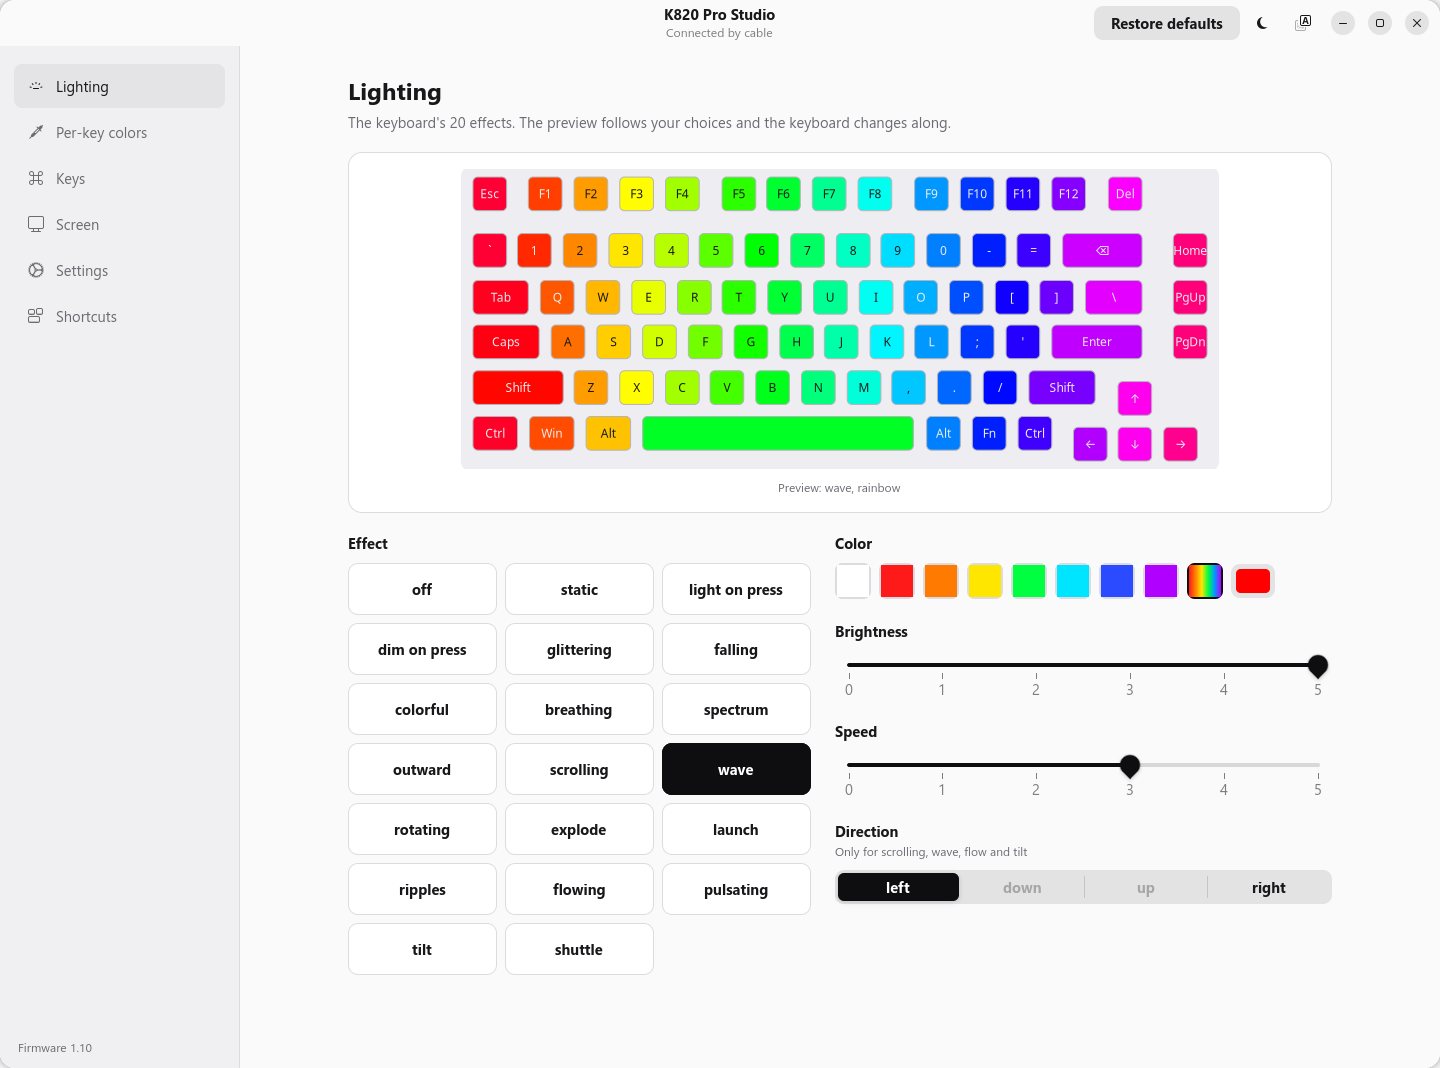 K820 Pro Studio
Connected by cable
Restore defaults
A
Lighting
Per-key colors
Keys
Screen
Settings
Shortcuts
Firmware 1.10
Lighting
The keyboard's 20 effects. The preview follows your choices and the keyboard changes along.
Esc F1 F2 F3 F4 F5 F6 F7 F8 F9 F10 F11 F12 Del
` 1 2 3 4 5 6 7 8 9 0 - = ⌫ Home
Tab Q W E R T Y U I O P [ ] \ PgUp
Caps A S D F G H J K L ; ' Enter PgDn
Shift Z X C V B N M , . / Shift ↑
Ctrl Win Alt Alt Fn Ctrl ← ↓ →
Preview: wave, rainbow
Effect
off static light on press
dim on press glittering falling
colorful breathing spectrum
outward scrolling wave
rotating explode launch
ripples flowing pulsating
tilt shuttle
Color
Brightness
0 1 2 3 4 5
Speed
0 1 2 3 4 5
Direction
Only for scrolling, wave, flow and tilt
left down up right